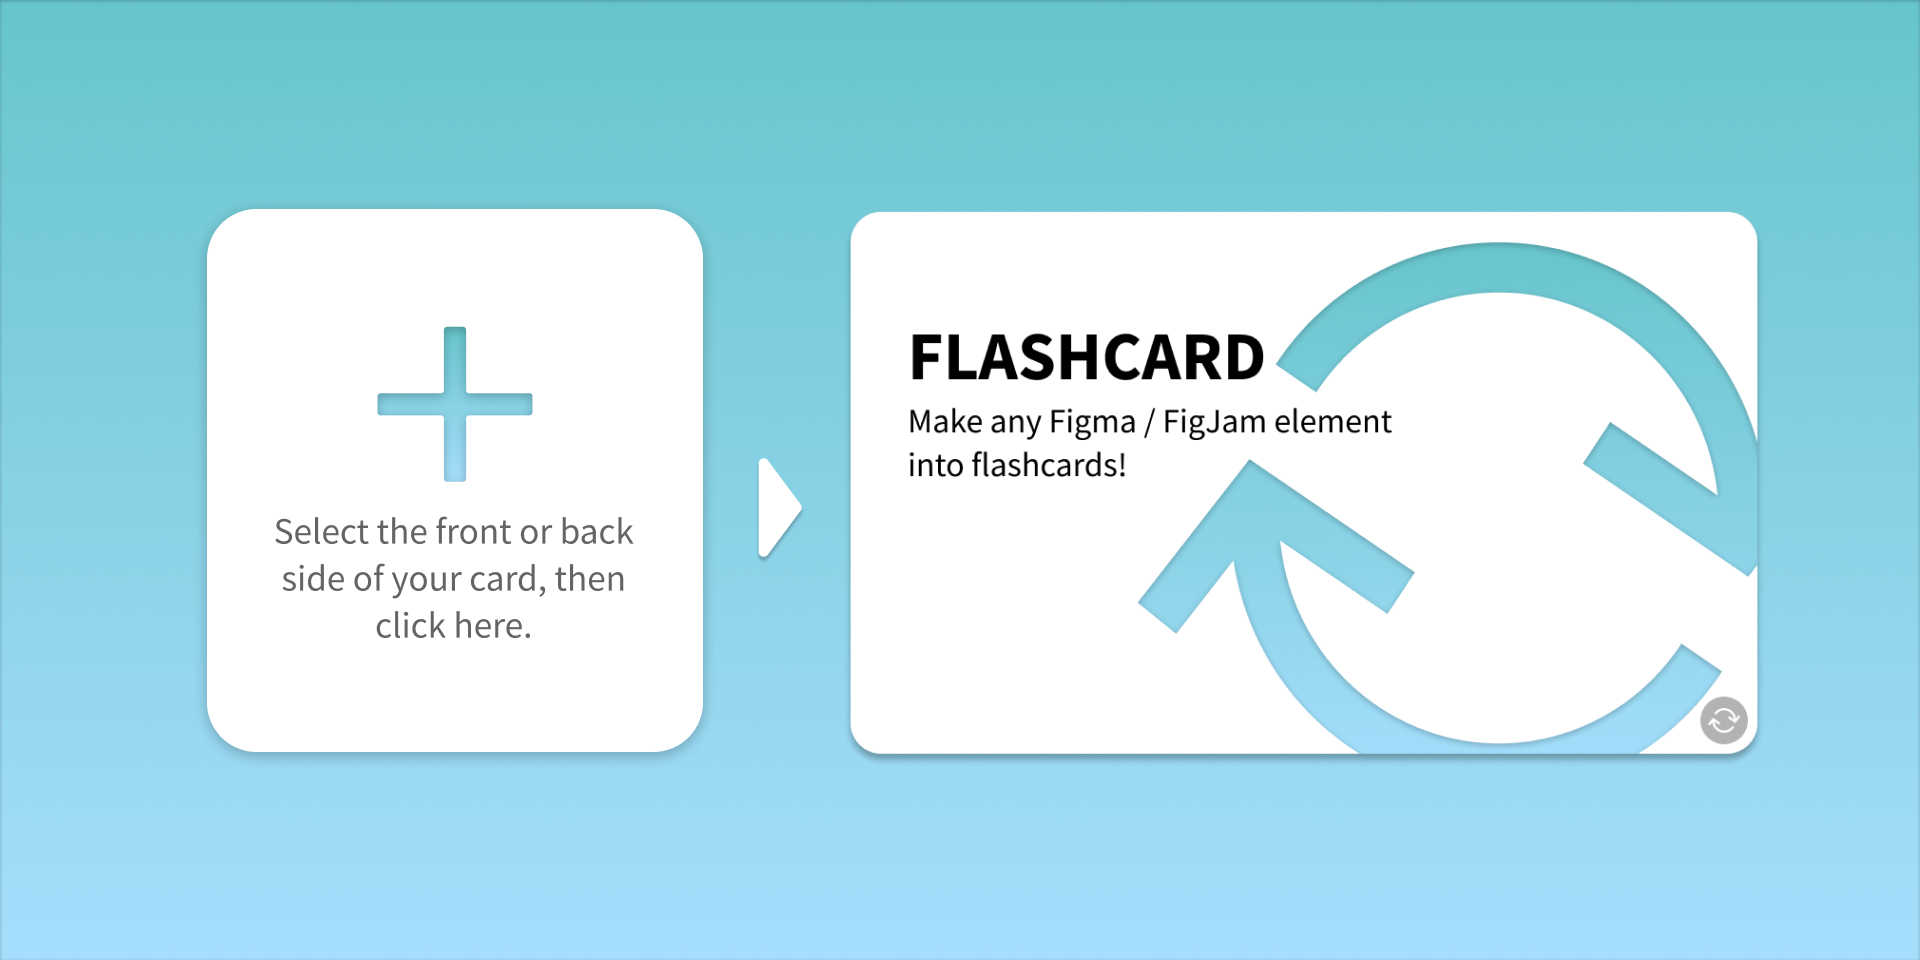 Select the front or back
side of your card, then
click here.
FLASHCARD
Make any Figma / FigJam element
into flashcards!